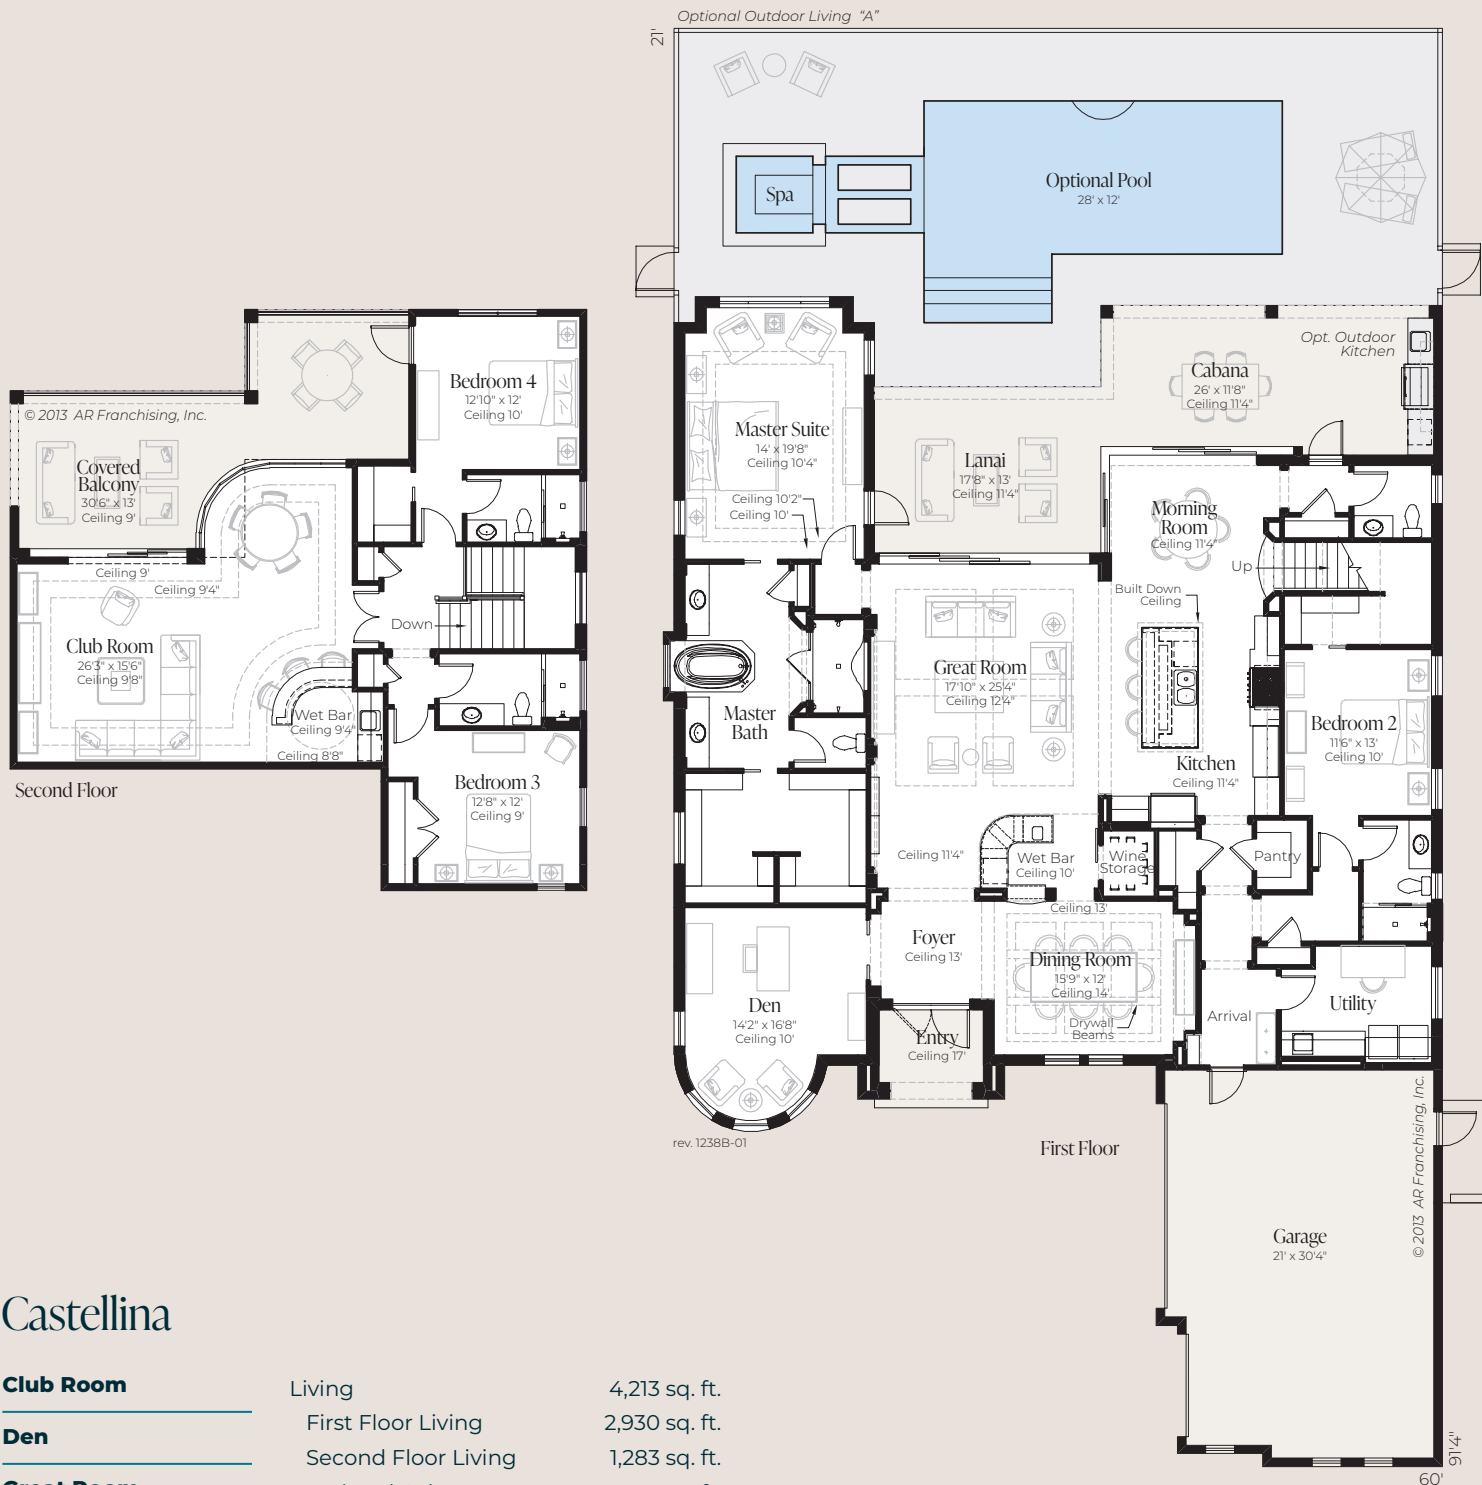 Optional Outdoor Living “A”
21'
Optional Pool
28' x 12'
Spa
Opt. Outdoor
Kitchen
Cabana
26' x 11'8"
Ceiling 11'4"
Master Suite
14' x 19'8"
Ceiling 10'4"
Ceiling 10'2"
Ceiling 10'
Lanai
17'8" x 13'
Ceiling 11'4"
Morning
Room
Ceiling 11'4"
Up
Built Down
Ceiling
Great Room
17'10" x 25'4"
Ceiling 12'4"
Master
Bath
Kitchen
Ceiling 11'4"
Bedroom 2
11'6" x 13'
Ceiling 10'
Ceiling 11'4"
Wet Bar
Ceiling 10'
Wine
Storage
Pantry
Ceiling 13'
Foyer
Ceiling 13'
Dining Room
15'9" x 12'
Ceiling 14'
Drywall
Beams
Den
14'2" x 16'8"
Ceiling 10'
Entry
Ceiling 17'
Arrival
Utility
rev. 1238B-01
First Floor
© 2013 AR Franchising, Inc.
Garage
21' x 30'4"
91'4"
60'
Bedroom 4
12'10" x 12'
Ceiling 10'
© 2013 AR Franchising, Inc.
Covered
Balcony
30'6" x 13'
Ceiling 9'
Ceiling 9'
Ceiling 9'4"
Down
Club Room
26'3" x 15'6"
Ceiling 9'8"
Wet Bar
Ceiling 9'4"
Ceiling 8'8"
Bedroom 3
12'8" x 12'
Ceiling 9'
Second Floor
Castellina
Club Room
Den
Great Room
Living 4,213 sq. ft.
First Floor Living 2,930 sq. ft.
Second Floor Living 1,283 sq. ft.